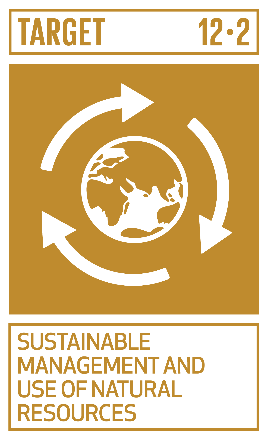 TARGET 12·2
SUSTAINABLE
MANAGEMENT AND
USE OF NATURAL
RESOURCES